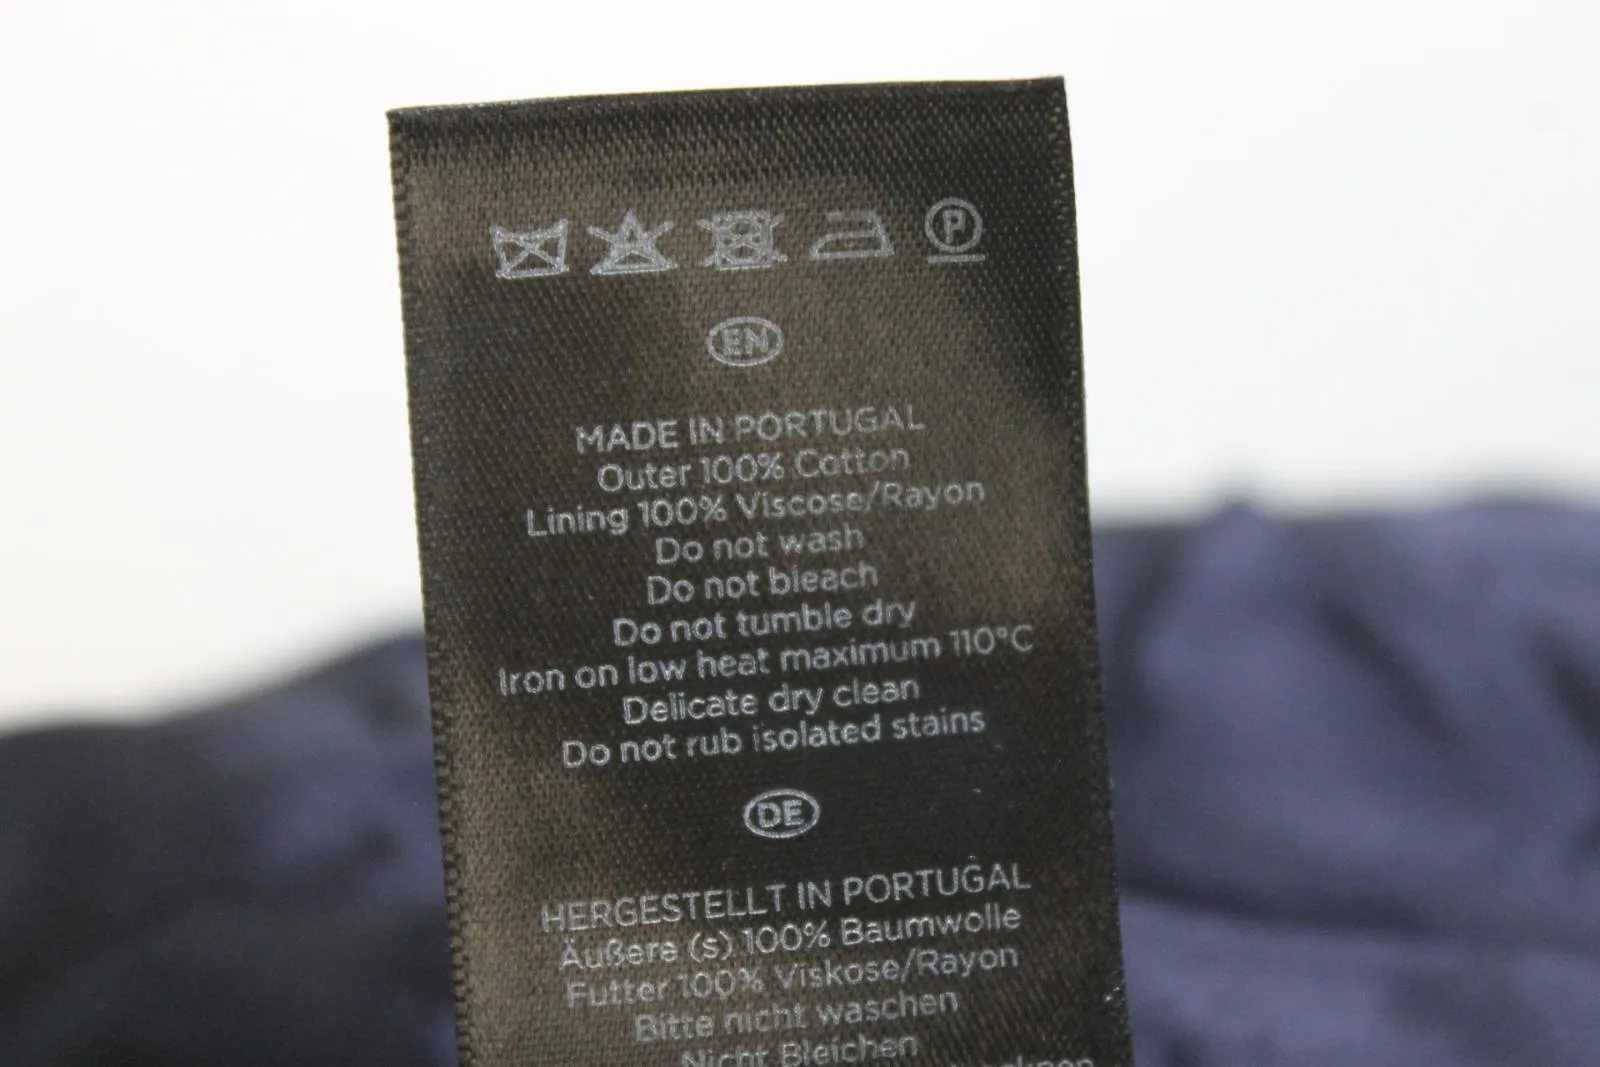 P
EN
MADE IN PORTUGAL
Outer 100% Cotton
Lining 100% Viscose/Rayon
Do not wash
Do not bleach
Do not tumble dry
Iron on low heat maximum 110°C
Delicate dry clean
Do not rub isolated stains
DE
HERGESTELLT IN PORTUGAL
Äußere (s) 100% Baumwolle
Futter 100% Viskose/Rayon
Bitte nicht waschen
Nicht Bleichen